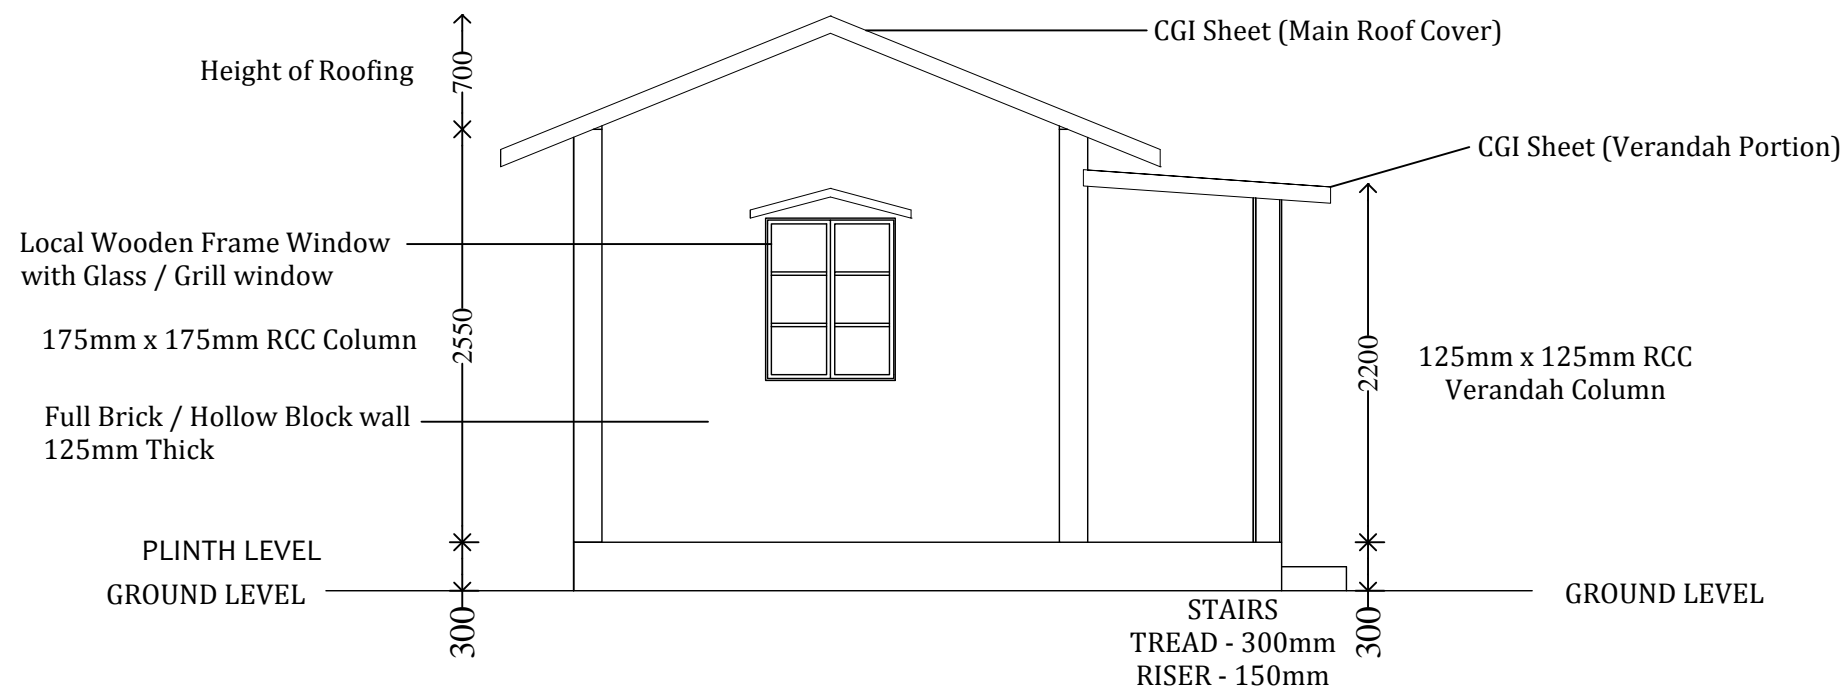 CGI Sheet (Main Roof Cover)
Height of Roofing
700
CGI Sheet (Verandah Portion)
Local Wooden Frame Window
with Glass / Grill window
175mm x 175mm RCC Column
2550
2200
125mm x 125mm RCC
Verandah Column
Full Brick / Hollow Block wall
125mm Thick
PLINTH LEVEL
GROUND LEVEL
GROUND LEVEL
300
STAIRS
TREAD - 300mm
RISER - 150mm
300